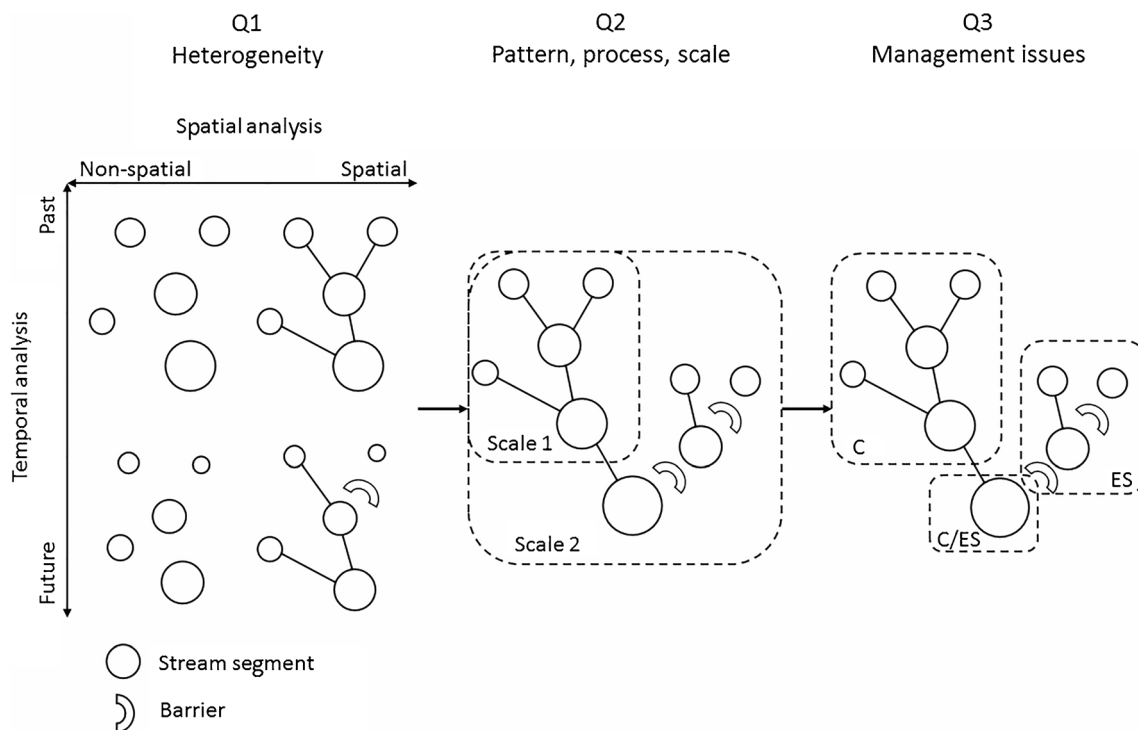 Q1
Heterogeneity
Q2
Pattern, process, scale
Q3
Management issues
Spatial analysis
Non-spatial
Spatial
Temporal analysis
Past
Future
Scale 1
Scale 2
C
ES
C/ES
Stream segment
Barrier